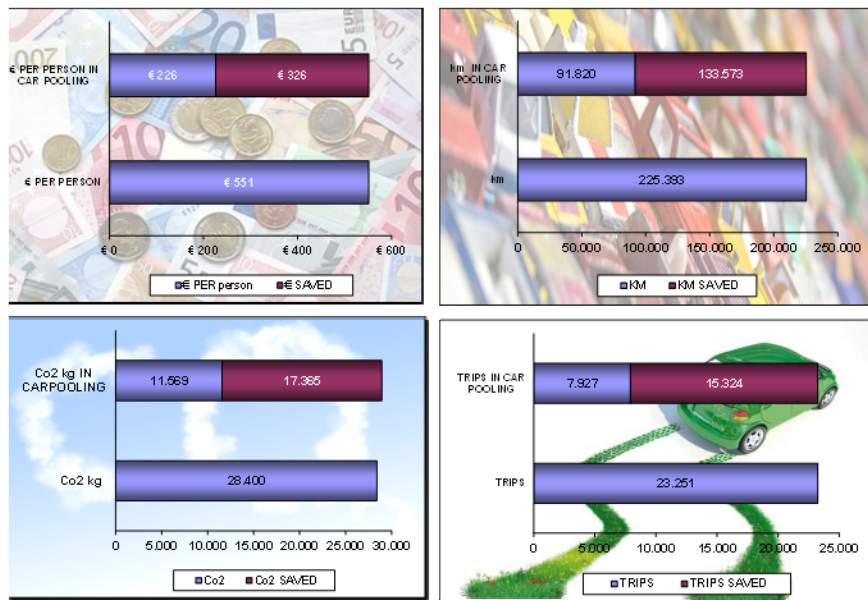 € PER PERSON IN
CAR POOLING
€ 226
€ 326
€ PER PERSON
€ 551
€ 0
€ 200
€ 400
€ 600
€ PER person
€ SAVED
km IN CAR
POOLING
91.820
133.573
km
225.393
0
50.000
100.000
150.000
200.000
250.000
KM
KM SAVED
Co2 kg IN
CARPOOLING
11.569
17.365
Co2 kg
28.400
0
5.000
10.000
15.000
20.000
25.000
30.000
Co2
Co2 SAVED
TRIPS IN CAR
POOLING
7.927
15.324
TRIPS
23.251
0
5.000
10.000
15.000
20.000
25.000
TRIPS
TRIPS SAVED